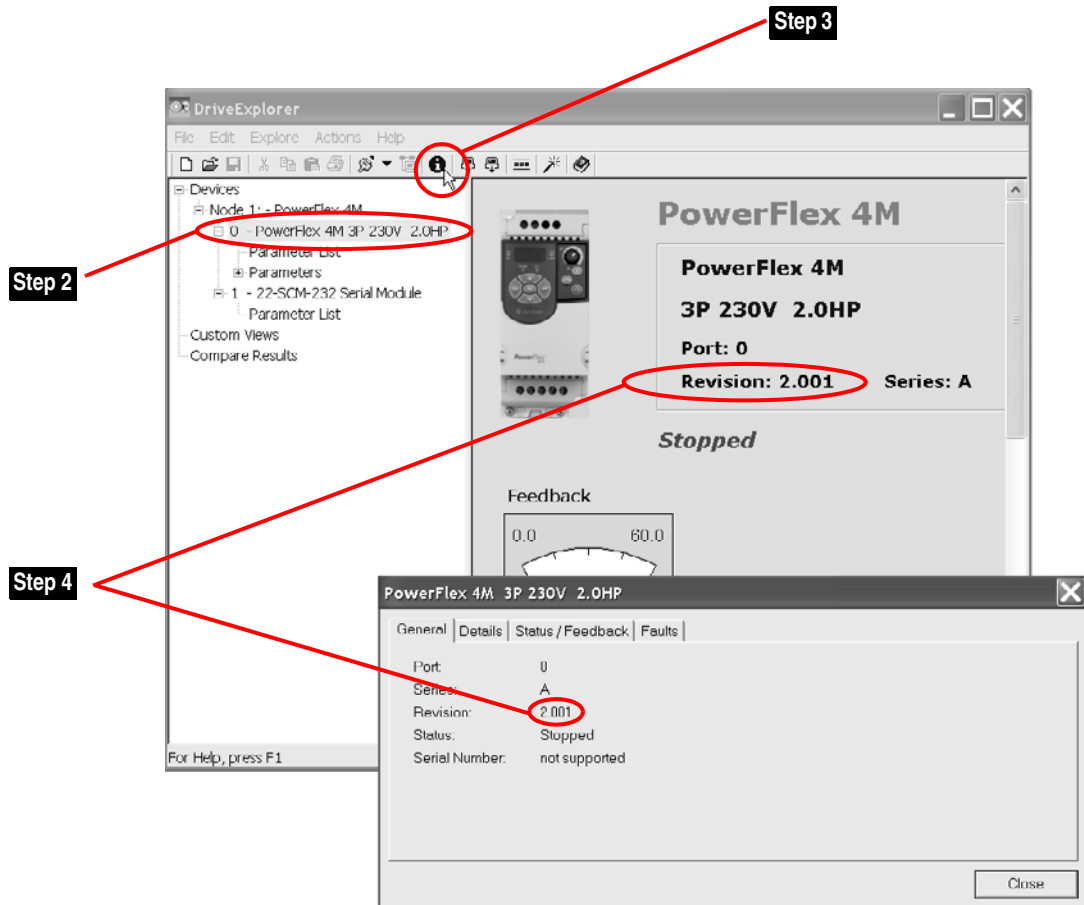 Step 3
DriveExplorer
File Edit Explore Actions Help
Devices
Node 1: - PowerFlex 4M
0 - PowerFlex 4M 3P 230V 2.0HP
Parameter List
Parameters
1 - 22-SCM-232 Serial Module
Parameter List
Custom Views
Compare Results
Step 2
PowerFlex 4M
PowerFlex 4M
3P 230V 2.0HP
Port: 0
Revision: 2.001 Series: A
Stopped
Feedback
0.0 60.0
Step 4
For Help, press F1
PowerFlex 4M 3P 230V 2.0HP
General Details Status / Feedback Faults
Port: 0
Series: A
Revision: 2.001
Status: Stopped
Serial Number: not supported
Close